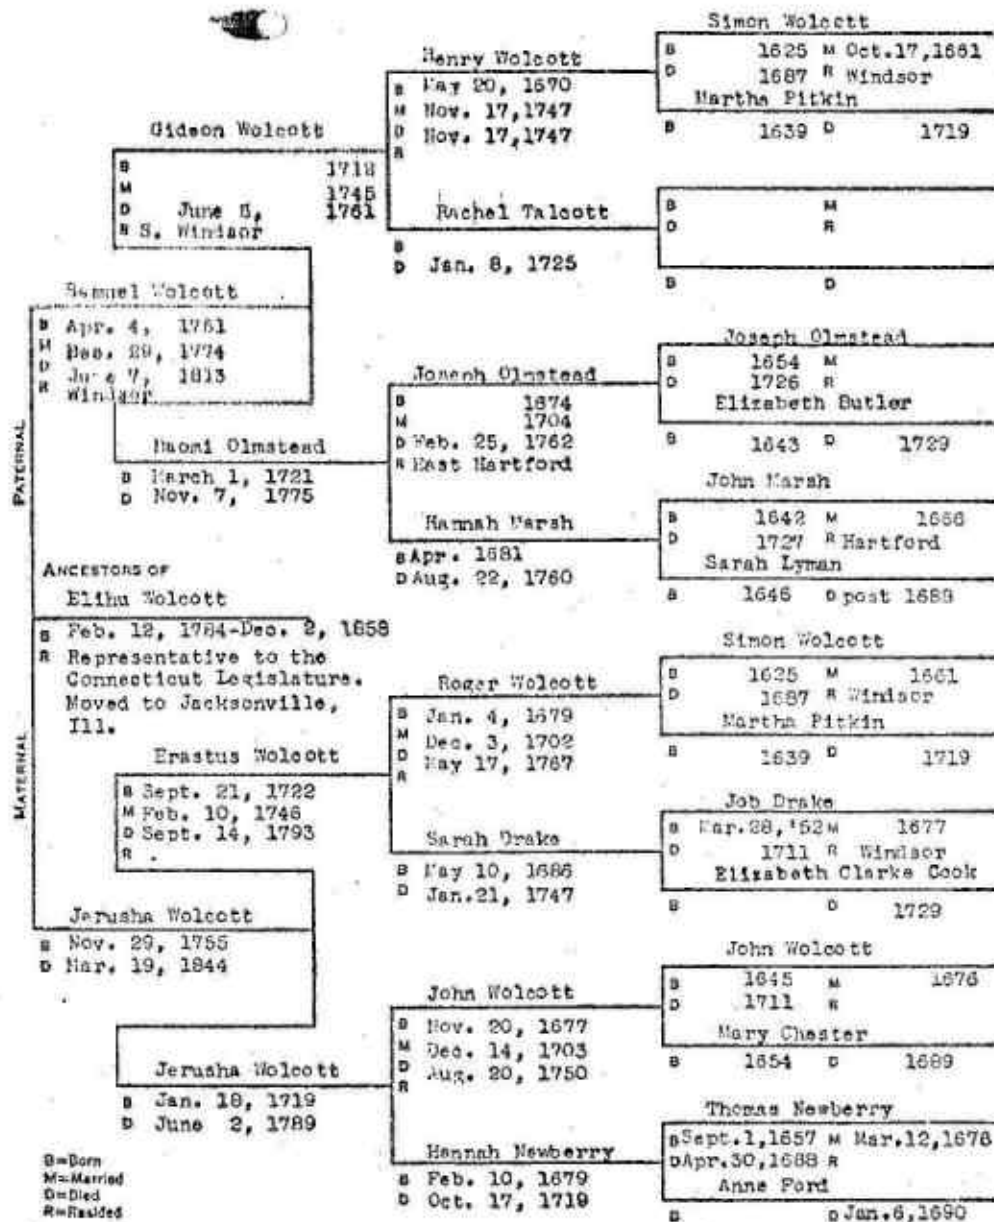 Simon Wolcott
B 1625 M Oct.17,1661
D 1687 R Windsor
Martha Pitkin
B 1639 D 1719
Henry Wolcott
B May 20, 1670
M Nov. 17,1747
D Nov. 17,1747
R
Rachel Talcott
B
D Jan. 8, 1725
B M
D R
B D
Gideon Wolcott
B 1712
M 1745
D June 5, 1761
R S. Windsor
Samuel Wolcott
B Apr. 4, 1751
M Dec. 29, 1774
D June 7, 1813
R Windsor
Naomi Olmstead
B March 1, 1721
D Nov. 7, 1775
Joseph Olmstead
B 1674
M 1704
D Feb. 25, 1762
R East Hartford
Hannah Marsh
B Apr. 1681
D Aug. 22, 1760
Joseph Olmstead
B 1654 M
D 1726 R
Elizabeth Butler
B 1643 D 1729
John Marsh
B 1642 M 1666
D 1727 R Hartford
Sarah Lyman
B 1646 D post 1688
PATERNAL
ANCESTORS OF
Elihu Wolcott
B Feb. 12, 1784-Dec. 2, 1858
R Representative to the
Connecticut Legislature.
Moved to Jacksonville,
Ill.
MATERNAL
Erastus Wolcott
B Sept. 21, 1722
M Feb. 10, 1746
D Sept. 14, 1793
R .
Roger Wolcott
B Jan. 4, 1679
M Dec. 3, 1702
D May 17, 1767
R
Sarah Drake
B May 10, 1686
D Jan.21, 1747
Simon Wolcott
B 1625 M 1661
D 1687 R Windsor
Martha Pitkin
B 1639 D 1719
Job Drake
B Mar.28,'52 M 1677
D 1711 R Windsor
Elizabeth Clarke Cook
B D 1729
Jerusha Wolcott
B Nov. 29, 1755
D Mar. 19, 1844
Jerusha Wolcott
B Jan. 18, 1719
D June 2, 1789
John Wolcott
B Nov. 20, 1677
M Dec. 14, 1703
D Aug. 20, 1750
R
Hannah Newberry
B Feb. 10, 1679
D Oct. 17, 1719
John Wolcott
B 1645 M 1676
D 1711 R
Mary Chester
B 1654 D 1689
Thomas Newberry
B Sept.1,1657 M Mar.12,1676
D Apr.30,1688 R
Anne Ford
B D Jan.6,1690
B=Born
M=Married
D=Died
R=Resided